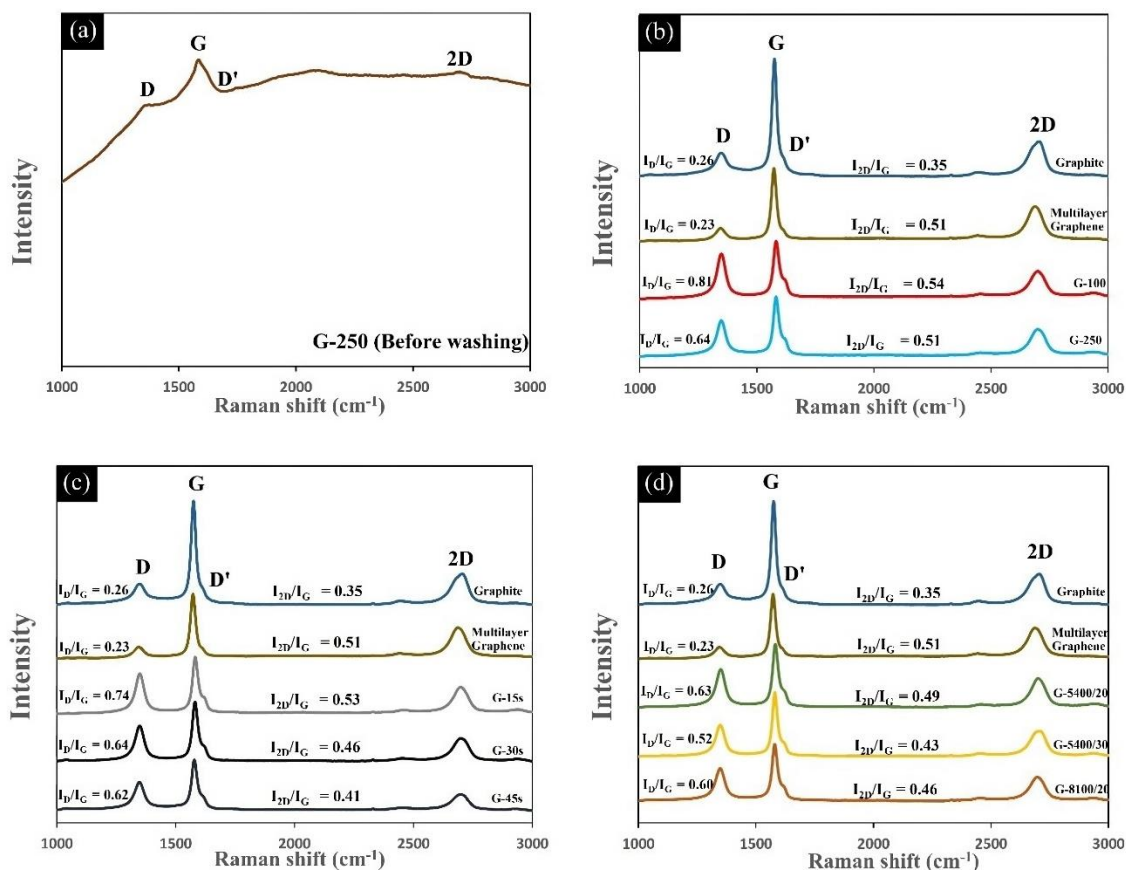 (a)
G
D
D'
2D
Intensity
G-250 (Before washing)
1000 1500 2000 2500 3000
Raman shift (cm⁻¹)
(b)
G
D
D'
2D
Intensity
I_D/I_G = 0.26 I_2D/I_G = 0.35 Graphite
I_D/I_G = 0.23 I_2D/I_G = 0.51 Multilayer
Graphene
I_D/I_G = 0.81 I_2D/I_G = 0.54 G-100
I_D/I_G = 0.64 I_2D/I_G = 0.51 G-250
1000 1500 2000 2500 3000
Raman shift (cm⁻¹)
(c)
G
D
D'
2D
Intensity
I_D/I_G = 0.26 I_2D/I_G = 0.35 Graphite
I_D/I_G = 0.23 I_2D/I_G = 0.51 Multilayer
Graphene
I_D/I_G = 0.74 I_2D/I_G = 0.53 G-15s
I_D/I_G = 0.64 I_2D/I_G = 0.46 G-30s
I_D/I_G = 0.62 I_2D/I_G = 0.41 G-45s
1000 1500 2000 2500 3000
Raman shift (cm⁻¹)
(d)
G
D
D'
2D
Intensity
I_D/I_G = 0.26 I_2D/I_G = 0.35 Graphite
I_D/I_G = 0.23 I_2D/I_G = 0.51 Multilayer
Graphene
I_D/I_G = 0.63 I_2D/I_G = 0.49 G-5400/20
I_D/I_G = 0.52 I_2D/I_G = 0.43 G-5400/30
I_D/I_G = 0.60 I_2D/I_G = 0.46 G-8100/20
1000 1500 2000 2500 3000
Raman shift (cm⁻¹)